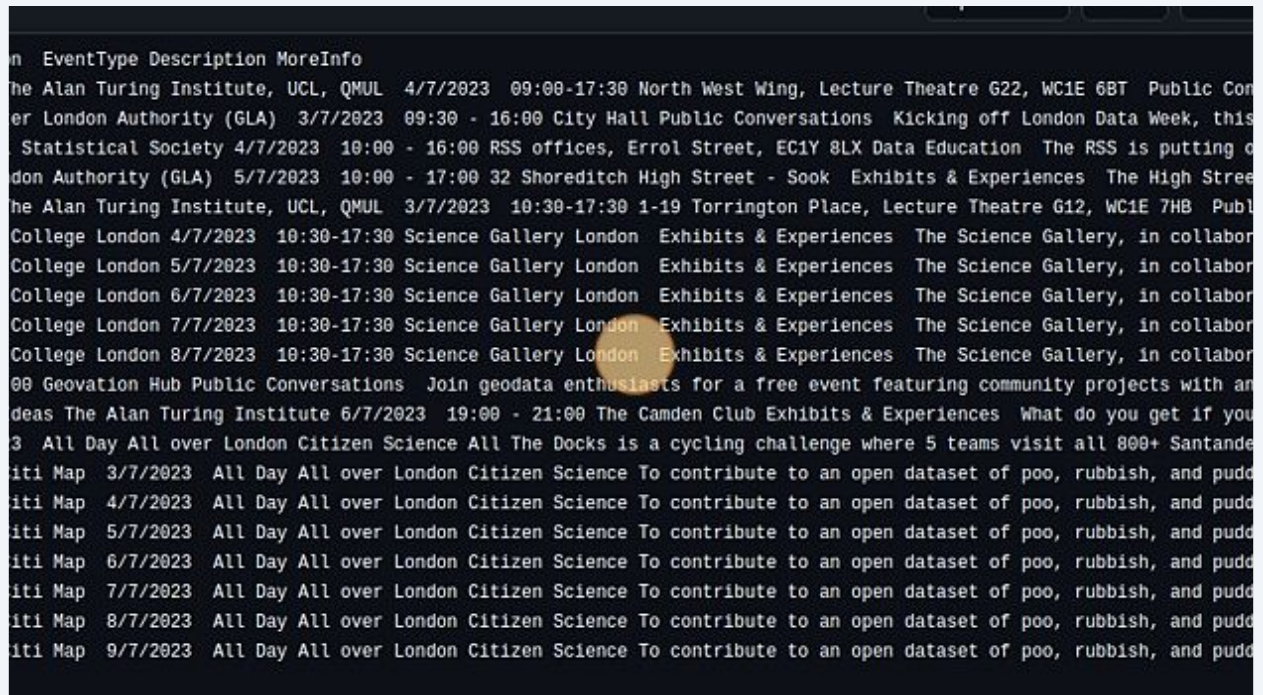 EventType Description MoreInfo
he Alan Turing Institute, UCL, QMUL 4/7/2023 09:00-17:30 North West Wing, Lecture Theatre G22, WC1E 6BT Public Con
er London Authority (GLA) 3/7/2023 09:30 - 16:00 City Hall Public Conversations Kicking off London Data Week, this
Statistical Society 4/7/2023 10:00 - 16:00 RSS offices, Errol Street, EC1Y 8LX Data Education The RSS is putting o
don Authority (GLA) 5/7/2023 10:00 - 17:00 32 Shoreditch High Street - Sook Exhibits & Experiences The High Stree
he Alan Turing Institute, UCL, QMUL 3/7/2023 10:30-17:30 1-19 Torrington Place, Lecture Theatre G12, WC1E 7HB Publ
College London 4/7/2023 10:30-17:30 Science Gallery London Exhibits & Experiences The Science Gallery, in collabor
College London 5/7/2023 10:30-17:30 Science Gallery London Exhibits & Experiences The Science Gallery, in collabor
College London 6/7/2023 10:30-17:30 Science Gallery London Exhibits & Experiences The Science Gallery, in collabor
College London 7/7/2023 10:30-17:30 Science Gallery London Exhibits & Experiences The Science Gallery, in collabor
College London 8/7/2023 10:30-17:30 Science Gallery London Exhibits & Experiences The Science Gallery, in collabor
00 Geovation Hub Public Conversations Join geodata enthusiasts for a free event featuring community projects with an
deas The Alan Turing Institute 6/7/2023 19:00 - 21:00 The Camden Club Exhibits & Experiences What do you get if you
3 All Day All over London Citizen Science All The Docks is a cycling challenge where 5 teams visit all 800+ Santande
iti Map 3/7/2023 All Day All over London Citizen Science To contribute to an open dataset of poo, rubbish, and pudd
iti Map 4/7/2023 All Day All over London Citizen Science To contribute to an open dataset of poo, rubbish, and pudd
iti Map 5/7/2023 All Day All over London Citizen Science To contribute to an open dataset of poo, rubbish, and pudd
iti Map 6/7/2023 All Day All over London Citizen Science To contribute to an open dataset of poo, rubbish, and pudd
iti Map 7/7/2023 All Day All over London Citizen Science To contribute to an open dataset of poo, rubbish, and pudd
iti Map 8/7/2023 All Day All over London Citizen Science To contribute to an open dataset of poo, rubbish, and pudd
iti Map 9/7/2023 All Day All over London Citizen Science To contribute to an open dataset of poo, rubbish, and pudd